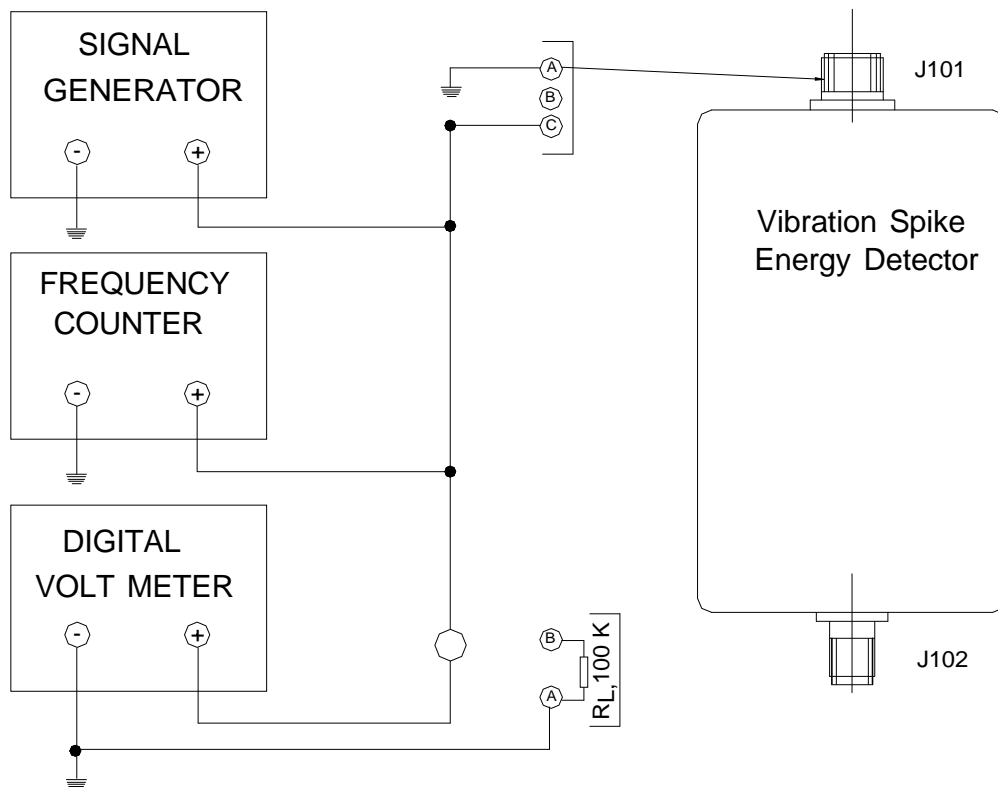 SIGNAL
GENERATOR
-
+
FREQUENCY
COUNTER
-
+
DIGITAL
VOLT METER
-
+
A
B
C
J101
Vibration Spike
Energy Detector
B
A
RL,100 K
J102